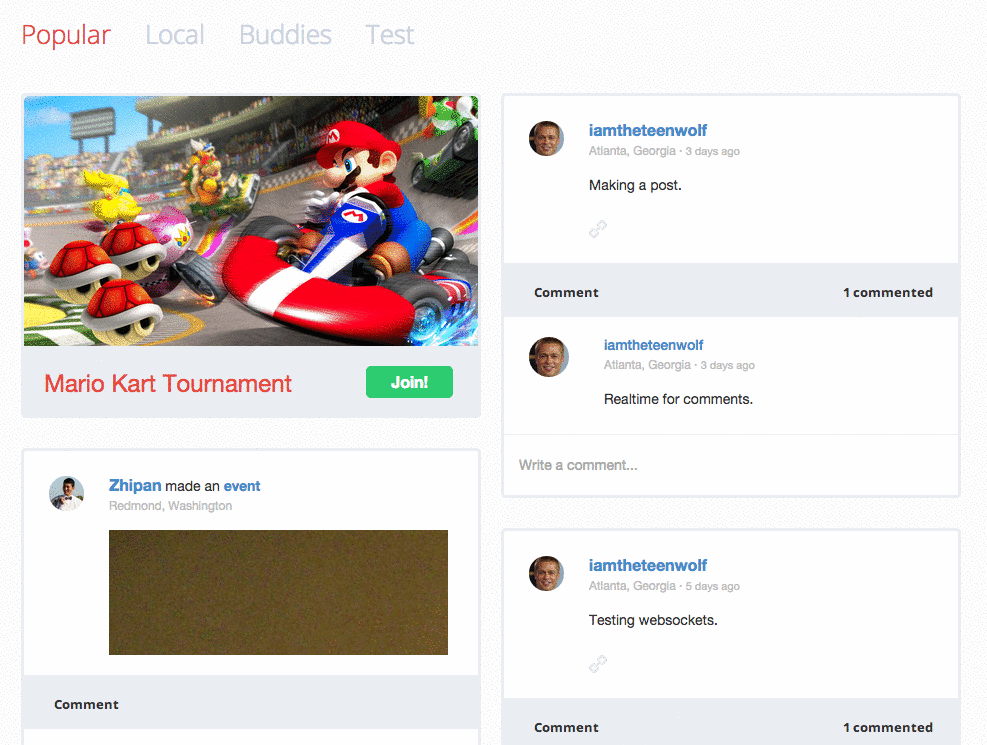 Popular Local Buddies Test
Mario Kart Tournament Join!
Zhipan made an event
Redmond, Washington
Comment
iamtheteenwolf
Atlanta, Georgia · 3 days ago
Making a post.
Comment 1 commented
iamtheteenwolf
Atlanta, Georgia · 3 days ago
Realtime for comments.
Write a comment...
iamtheteenwolf
Atlanta, Georgia · 5 days ago
Testing websockets.
Comment 1 commented